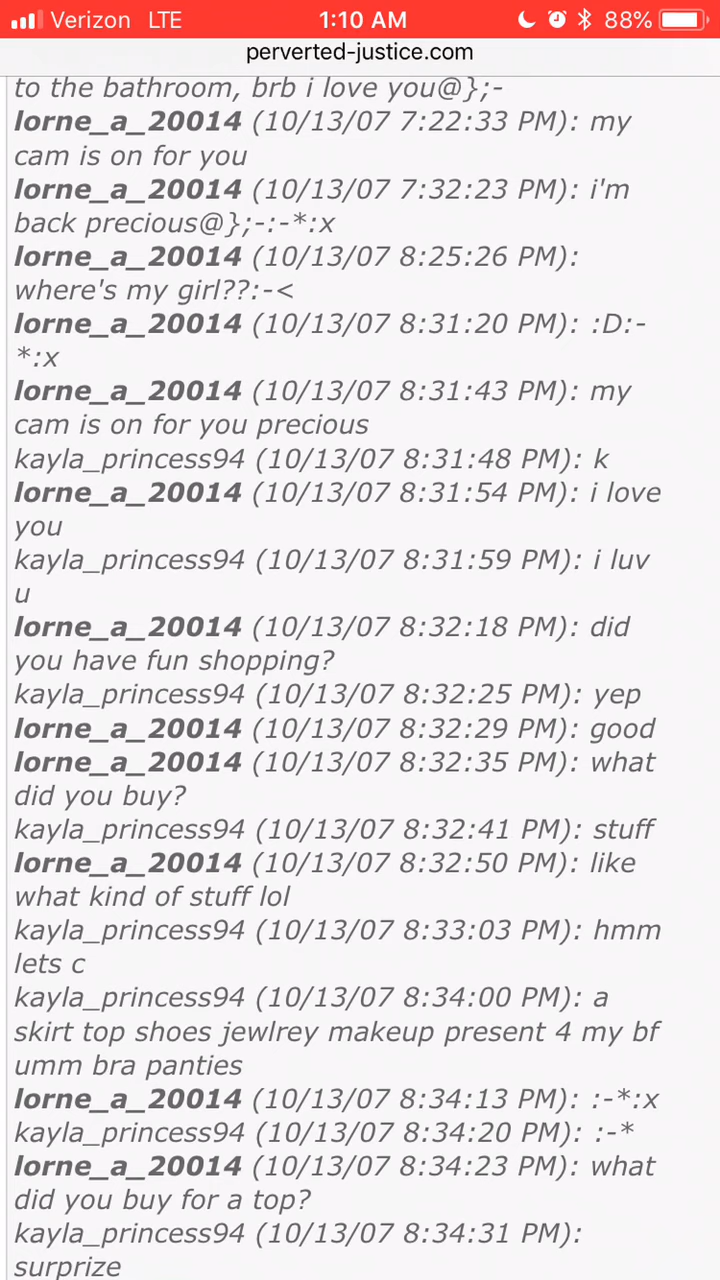 Verizon LTE 1:10 AM 88%
perverted-justice.com
to the bathroom, brb i love you@};-
lorne_a_20014 (10/13/07 7:22:33 PM): my
cam is on for you
lorne_a_20014 (10/13/07 7:32:23 PM): i'm
back precious@};-:-*:x
lorne_a_20014 (10/13/07 8:25:26 PM):
where's my girl??:-<
lorne_a_20014 (10/13/07 8:31:20 PM): :D:-
*:x
lorne_a_20014 (10/13/07 8:31:43 PM): my
cam is on for you precious
kayla_princess94 (10/13/07 8:31:48 PM): k
lorne_a_20014 (10/13/07 8:31:54 PM): i love
you
kayla_princess94 (10/13/07 8:31:59 PM): i luv
u
lorne_a_20014 (10/13/07 8:32:18 PM): did
you have fun shopping?
kayla_princess94 (10/13/07 8:32:25 PM): yep
lorne_a_20014 (10/13/07 8:32:29 PM): good
lorne_a_20014 (10/13/07 8:32:35 PM): what
did you buy?
kayla_princess94 (10/13/07 8:32:41 PM): stuff
lorne_a_20014 (10/13/07 8:32:50 PM): like
what kind of stuff lol
kayla_princess94 (10/13/07 8:33:03 PM): hmm
lets c
kayla_princess94 (10/13/07 8:34:00 PM): a
skirt top shoes jewlrey makeup present 4 my bf
umm bra panties
lorne_a_20014 (10/13/07 8:34:13 PM): :-*:x
kayla_princess94 (10/13/07 8:34:20 PM): :-*
lorne_a_20014 (10/13/07 8:34:23 PM): what
did you buy for a top?
kayla_princess94 (10/13/07 8:34:31 PM):
surprize